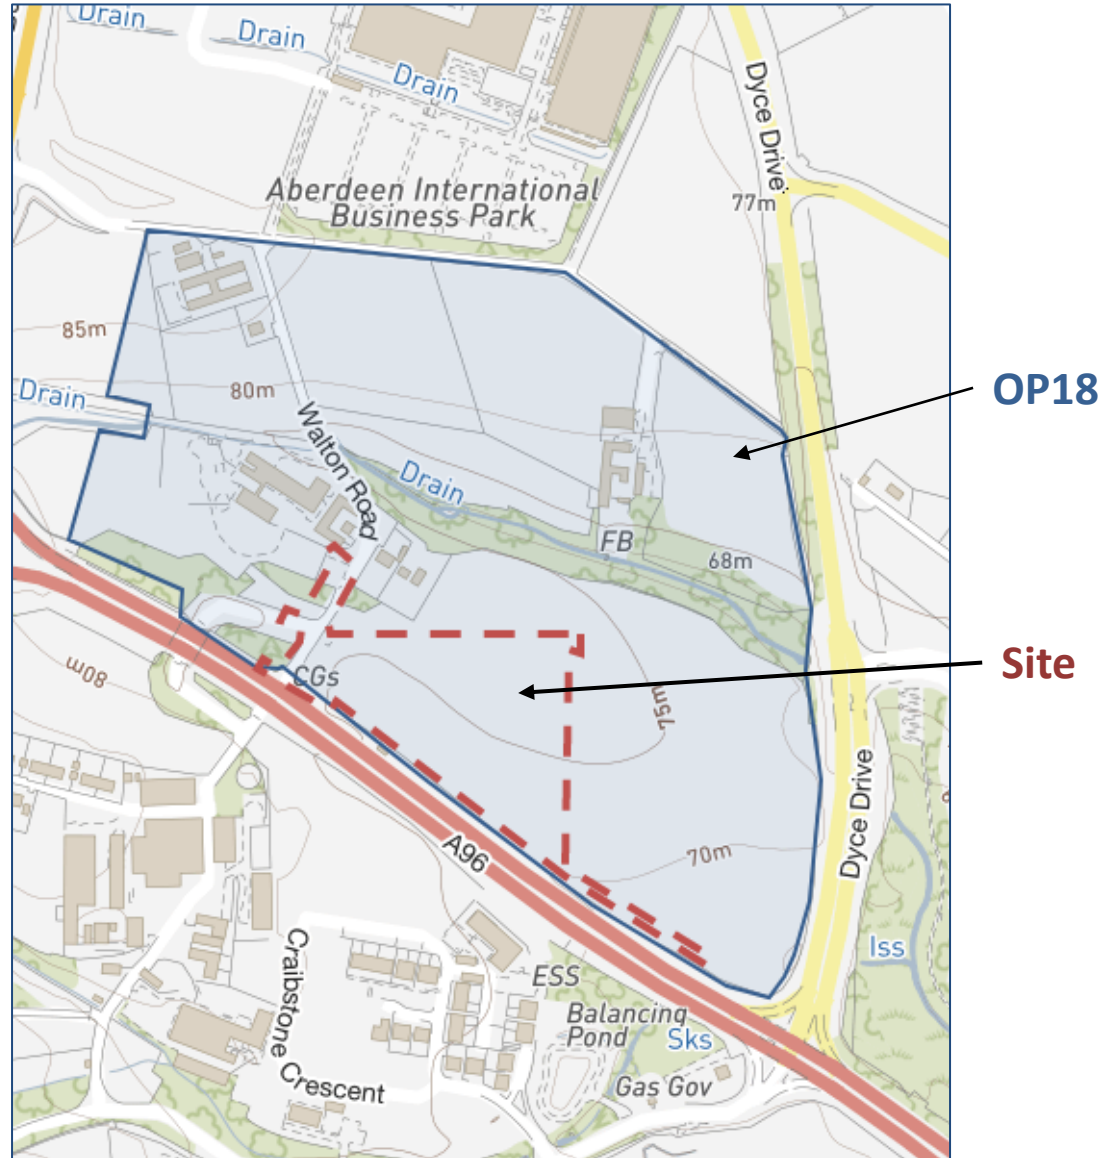 Drain
Drain
Drain
Dyce Drive
Aberdeen International
Business Park
77m
85m
80m
Drain
OP18
Walton Road
Drain
FB
68m
Site
80m
CGs
75m
A96
70m
Dyce Drive
Iss
ESS
Craibstone Crescent
Balancing
Pond
Sks
Gas Gov